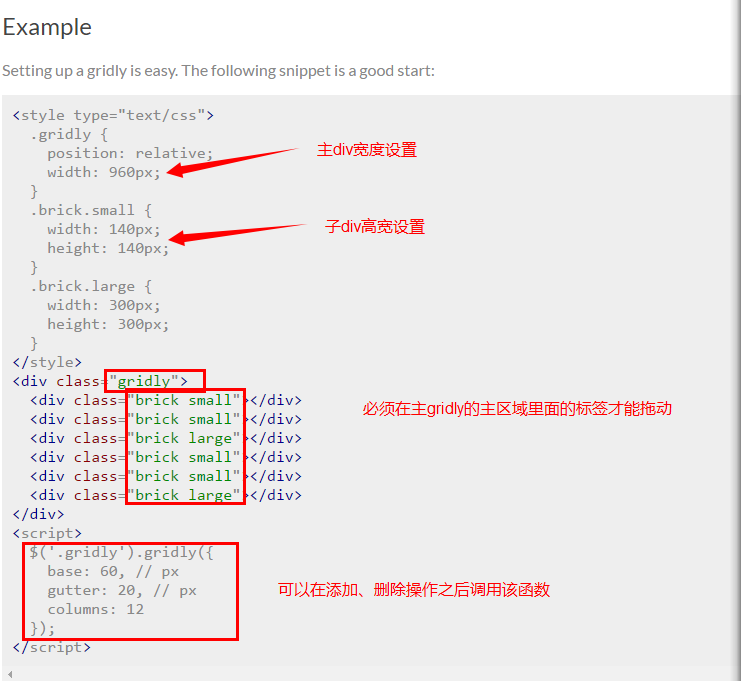 Example
Setting up a gridly is easy. The following snippet is a good start:
<style type="text/css">
.gridly {
position: relative;
主div宽度设置
width: 960px;
}
.brick.small {
width: 140px;
子div高宽设置
height: 140px;
}
.brick.large {
width: 300px;
height: 300px;
}
</style>
<div class="gridly">
<div class="brick small"></div>
必须在主gridly的主区域里面的标签才能拖动
<div class="brick small"></div>
<div class="brick large"></div>
<div class="brick small"></div>
<div class="brick small"></div>
<div class="brick large"></div>
</div>
<script>
$('.gridly').gridly({
base: 60, // px
gutter: 20, // px
可以在添加、删除操作之后调用该函数
columns: 12
});
</script>